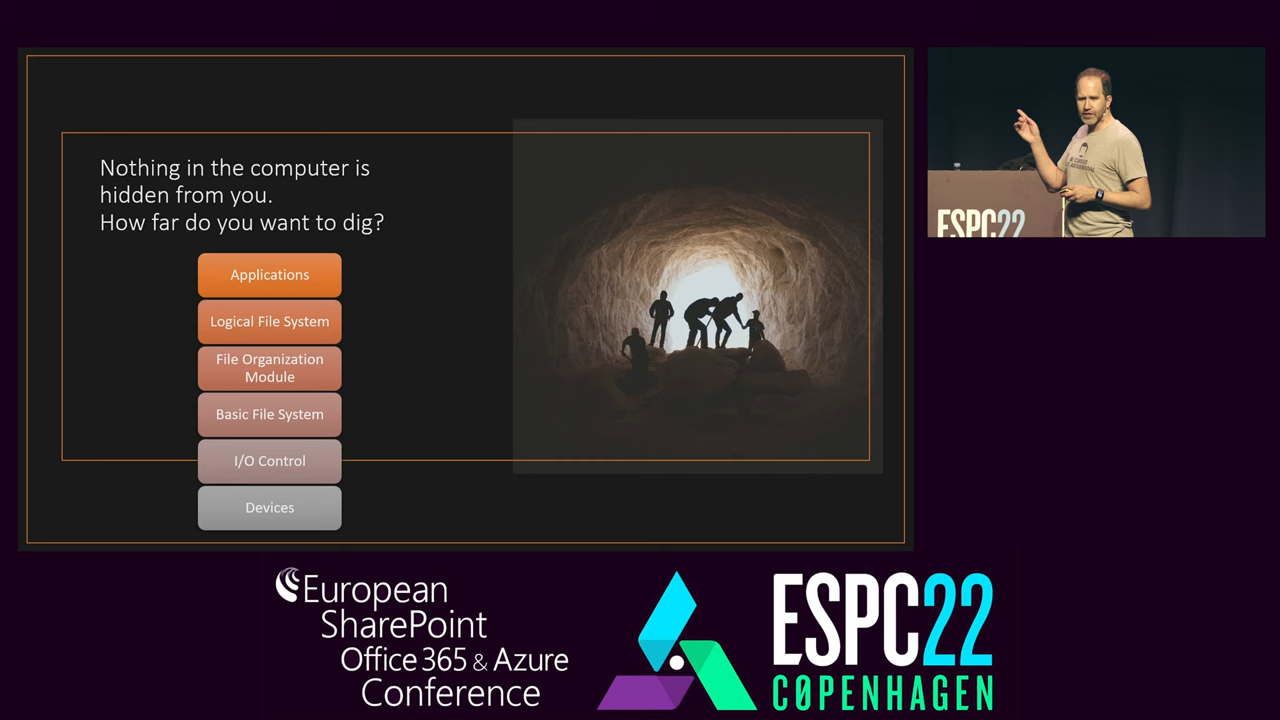 Nothing in the computer is
hidden from you.
How far do you want to dig?
Applications
Logical File System
File Organization
Module
Basic File System
I/O Control
Devices
ESPC22
European
SharePoint
Office 365 & Azure
Conference
ESPC22
CØPENHAGEN